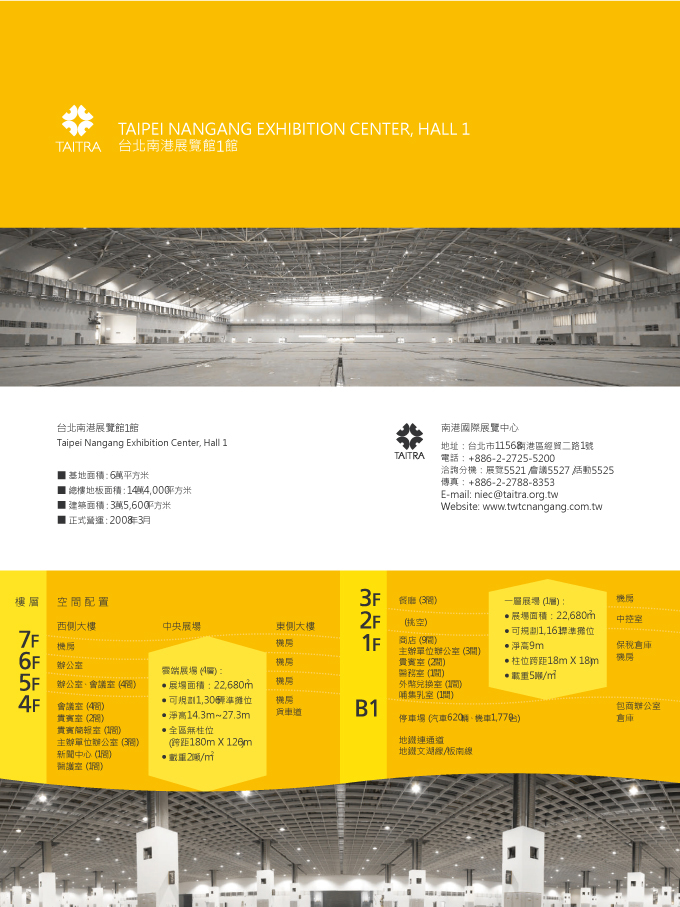 TAITRA
TAIPEI NANGANG EXHIBITION CENTER, HALL 1
台北南港展覽館1館
台北南港展覽館1館
Taipei Nangang Exhibition Center, Hall 1
■ 基地面積 : 6萬平方米
■ 總樓地板面積 : 14萬4,000平方米
■ 建築面積 : 3萬5,600平方米
■ 正式營運 : 2008年3月
TAITRA
南港國際展覽中心
地址：台北市11568南港區經貿二路1號
電話：+886-2-2725-5200
洽詢分機：展覽5521 /會議5527 /活動5525
傳真：+886-2-2788-8353
E-mail: niec@taitra.org.tw
Website: www.twtcnangang.com.tw
樓層
空間配置
西側大樓
中央展場
東側大樓
7F
機房
機房
6F
辦公室
機房
5F
辦公室、會議室 (4間)
機房
4F
會議室 (4間)
貴賓室 (2間)
貴賓簡報室 (1間)
主辦單位辦公室 (3間)
新聞中心 (1間)
醫護室 (1間)
雲端展場 (4層)：
● 展場面積：22,680㎡
● 可規劃1,306標準攤位
● 淨高14.3m~27.3m
● 全區無柱位
(跨距180m X 126m)
● 載重2噸/㎡
機房
貨車道
3F
餐廳 (3間)
機房
2F
(挑空)
中控室
1F
商店 (9間)
主辦單位辦公室 (3間)
貴賓室 (2間)
醫務室 (1間)
外幣兌換室 (1間)
哺集乳室 (1間)
一層展場 (1層)：
● 展場面積：22,680㎡
● 可規劃1,161標準攤位
● 淨高9m
● 柱位跨距18m X 18m
● 載重5噸/㎡
保稅倉庫
機房
B1
停車場 (汽車620輛、機車1,770台)
地鐵連通道
地鐵文湖線/板南線
包商辦公室
倉庫